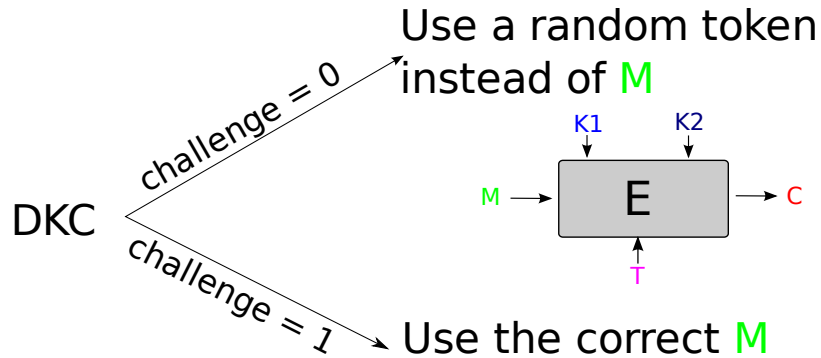 Use a random token
instead of M
challenge = 0
K1 K2
M E C
DKC
T
challenge = 1
Use the correct M